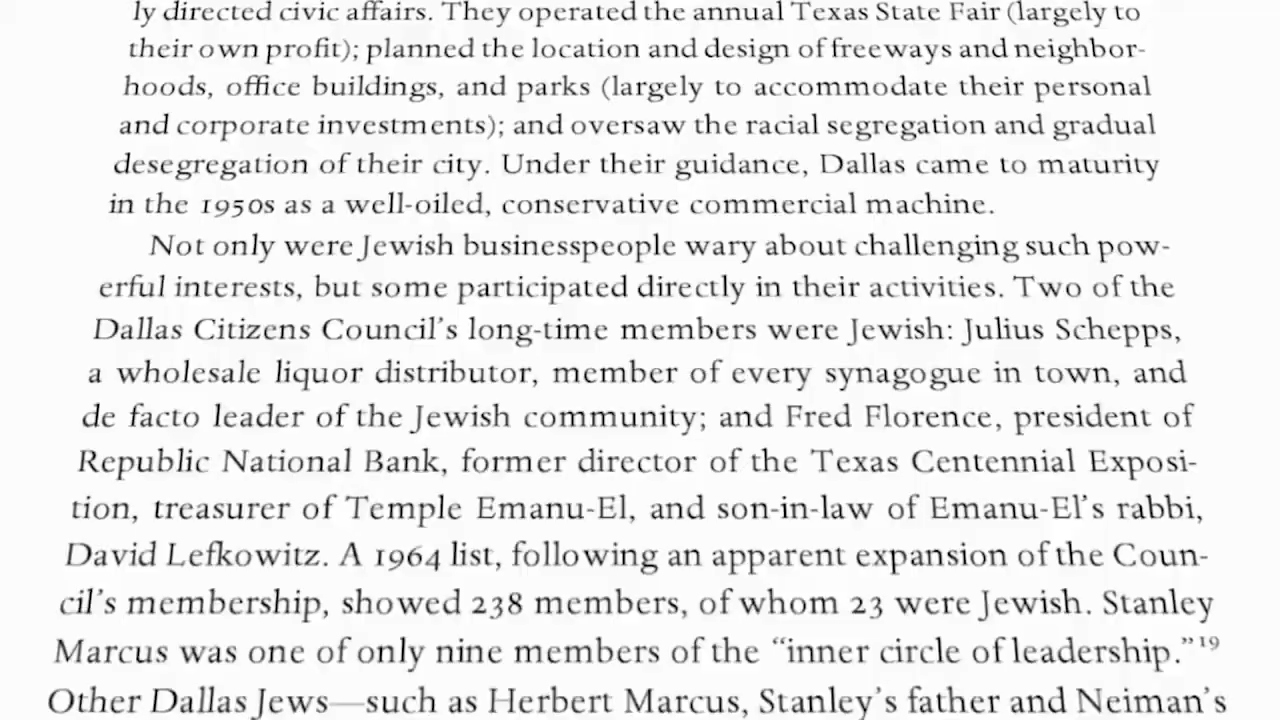 ly directed civic affairs. They operated the annual Texas State Fair (largely to
their own profit); planned the location and design of freeways and neighbor-
hoods, office buildings, and parks (largely to accommodate their personal
and corporate investments); and oversaw the racial segregation and gradual
desegregation of their city. Under their guidance, Dallas came to maturity
in the 1950s as a well-oiled, conservative commercial machine.
Not only were Jewish businesspeople wary about challenging such pow-
erful interests, but some participated directly in their activities. Two of the
Dallas Citizens Council's long-time members were Jewish: Julius Schepps,
a wholesale liquor distributor, member of every synagogue in town, and
de facto leader of the Jewish community; and Fred Florence, president of
Republic National Bank, former director of the Texas Centennial Exposi-
tion, treasurer of Temple Emanu-El, and son-in-law of Emanu-El's rabbi,
David Lefkowitz. A 1964 list, following an apparent expansion of the Coun-
cil's membership, showed 238 members, of whom 23 were Jewish. Stanley
Marcus was one of only nine members of the “inner circle of leadership.”19
Other Dallas Jews—such as Herbert Marcus, Stanley's father and Neiman's